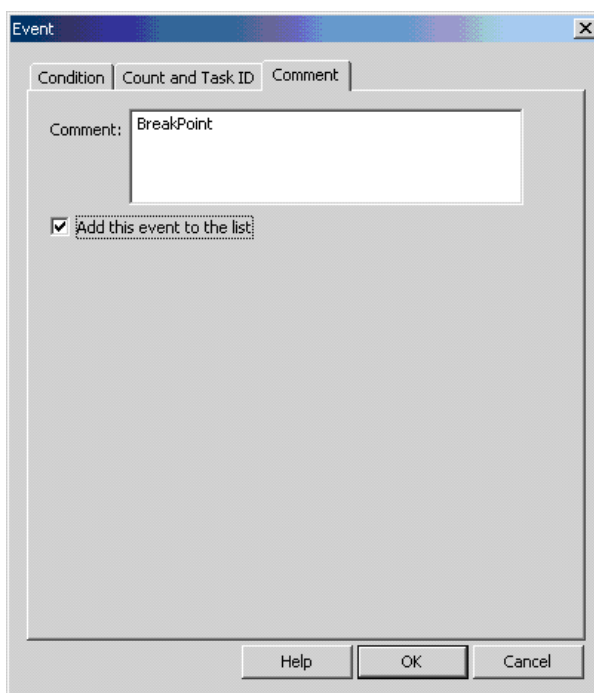 Event
Condition Count and Task ID Comment
Comment: BreakPoint
Add this event to the list
Help OK Cancel